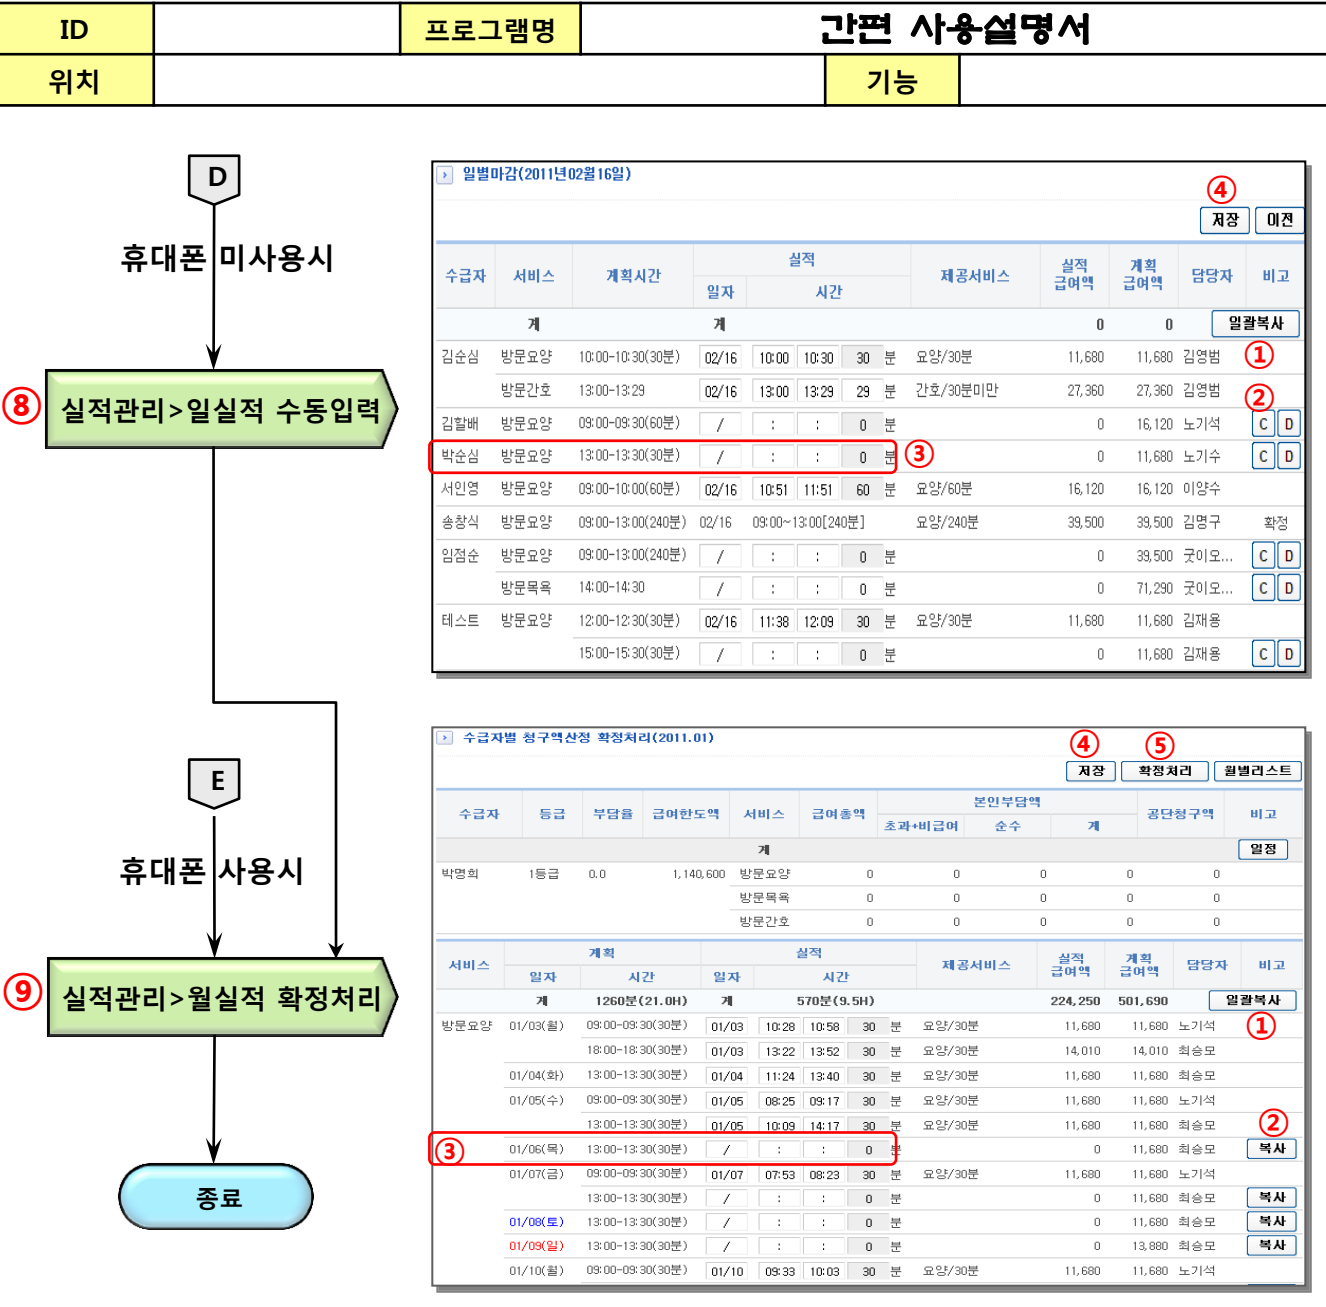 ID 프로그램명 간편 사용설명서
위치 기능
D
휴대폰 미사용시
⑧ 실적관리>일실적 수동입력
E
휴대폰 사용시
⑨ 실적관리>월실적 확정처리
종료
일별마감(2011년02월16일)
④
저장 이전
수급자 서비스 계획시간 실적 제공서비스 실적급여액 계획급여액 담당자 비고
일자 시간
계 계 0 0 일괄복사
김순심 방문요양 10:00-10:30(30분) 02/16 10:00 10:30 30 분 요양/30분 11,680 11,680 김영범 ①
방문간호 13:00-13:29 02/16 13:00 13:29 29 분 간호/30분미만 27,360 27,360 김영범 ②
김할배 방문요양 09:00-09:30(60분) / : : 0 분 0 16,120 노기석 C D
박순심 방문요양 13:00-13:30(30분) / : : 0 분 ③ 0 11,680 노기수 C D
서인영 방문요양 09:00-10:00(60분) 02/16 10:51 11:51 60 분 요양/60분 16,120 16,120 이양수
송창식 방문요양 09:00-13:00(240분) 02/16 09:00~13:00[240분] 요양/240분 39,500 39,500 김명구 확정
임점순 방문요양 09:00-13:00(240분) / : : 0 분 0 39,500 굿이오... C D
방문목욕 14:00-14:30 / : : 0 분 0 71,290 굿이오... C D
테스트 방문요양 12:00-12:30(30분) 02/16 11:38 12:09 30 분 요양/30분 11,680 11,680 김재용
15:00-15:30(30분) / : : 0 분 0 11,680 김재용 C D
수급자별 청구액산정 확정처리(2011.01)
④ ⑤
저장 확정처리 월별리스트
수급자 등급 부담율 급여한도액 서비스 급여총액 본인부담액 공단청구액 비고
초과+비급여 순수 계
계 일정
박명희 1등급 0.0 1,140,600 방문요양 0 0 0 0 0
방문목욕 0 0 0 0 0
방문간호 0 0 0 0 0
서비스 계획 실적 제공서비스 실적급여액 계획급여액 담당자 비고
일자 시간 일자 시간
계 1260분(21.0H) 계 570분(9.5H) 224,250 501,690 일괄복사
방문요양 01/03(월) 09:00-09:30(30분) 01/03 10:28 10:58 30 분 요양/30분 11,680 11,680 노기석 ①
18:00-18:30(30분) 01/03 13:22 13:52 30 분 요양/30분 14,010 14,010 최승모
01/04(화) 13:00-13:30(30분) 01/04 11:24 13:40 30 분 요양/30분 11,680 11,680 최승모
01/05(수) 09:00-09:30(30분) 01/05 08:25 09:17 30 분 요양/30분 11,680 11,680 노기석
13:00-13:30(30분) 01/05 10:09 14:17 30 분 요양/30분 11,680 11,680 최승모 ②
③ 01/06(목) 13:00-13:30(30분) / : : 0 분 0 11,680 최승모 복사
01/07(금) 09:00-09:30(30분) 01/07 07:53 08:23 30 분 요양/30분 11,680 11,680 노기석
13:00-13:30(30분) / : : 0 분 0 11,680 최승모 복사
01/08(토) 13:00-13:30(30분) / : : 0 분 0 11,680 최승모 복사
01/09(일) 13:00-13:30(30분) / : : 0 분 0 13,880 최승모 복사
01/10(월) 09:00-09:30(30분) 01/10 09:33 10:03 30 분 요양/30분 11,680 11,680 노기석